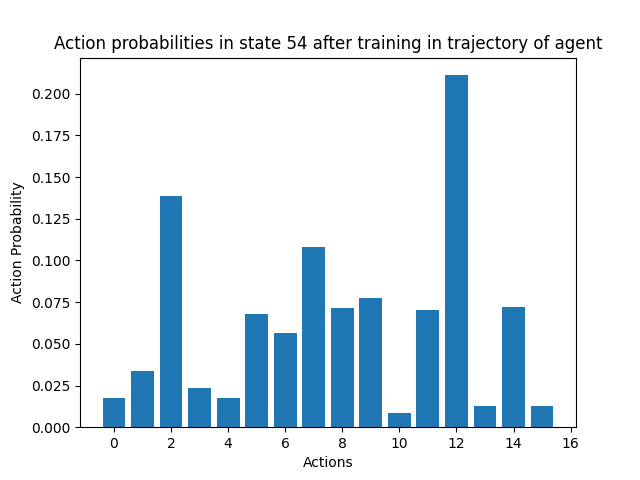 Action probabilities in state 54 after training in trajectory of agent
0.200
0.175
0.150
0.125
0.100
0.075
0.050
0.025
0.000
Action Probability
0 2 4 6 8 10 12 14 16
Actions